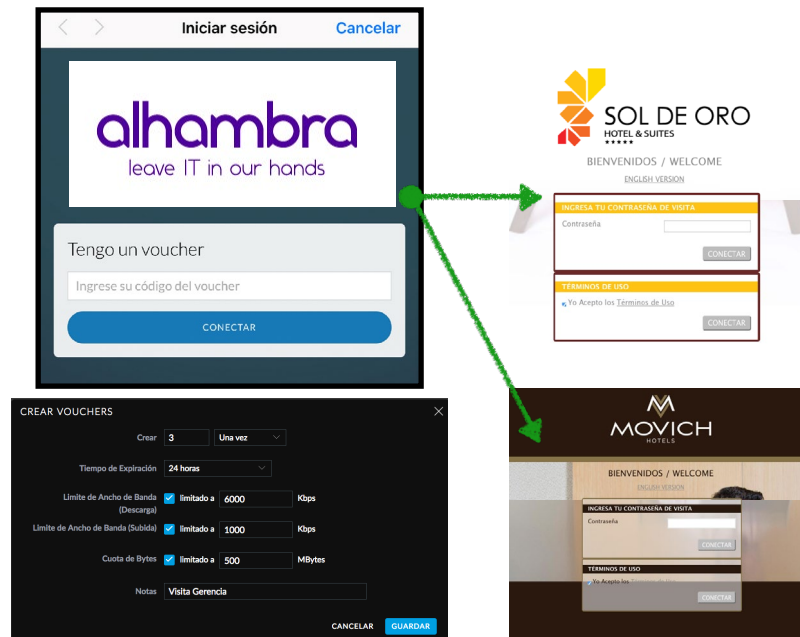 Iniciar sesión
Cancelar
alhambra
leave IT in our hands
Tengo un voucher
Ingrese su código del voucher
CONECTAR
SOL DE ORO
HOTEL & SUITES
BIENVENIDOS / WELCOME
ENGLISH VERSION
INGRESA TU CONTRASEÑA DE VISITA
Contraseña
CONECTAR
TÉRMINOS DE USO
Yo Acepto los Términos de Uso
CONECTAR
CREAR VOUCHERS
Crear 3 Una vez
Tiempo de Expiración 24 horas
Limite de Ancho de Banda (Descarga) limitado a 6000 Kbps
Limite de Ancho de Banda (Subida) limitado a 1000 Kbps
Cuota de Bytes limitado a 500 MBytes
Notas Visita Gerencia
CANCELAR GUARDAR
MOVICH
HOTELS
BIENVENIDOS / WELCOME
ENGLISH VERSION
INGRESA TU CONTRASEÑA DE VISITA
Contraseña
CONECTAR
TÉRMINOS DE USO
Yo Acepto los Términos de Uso
CONECTAR